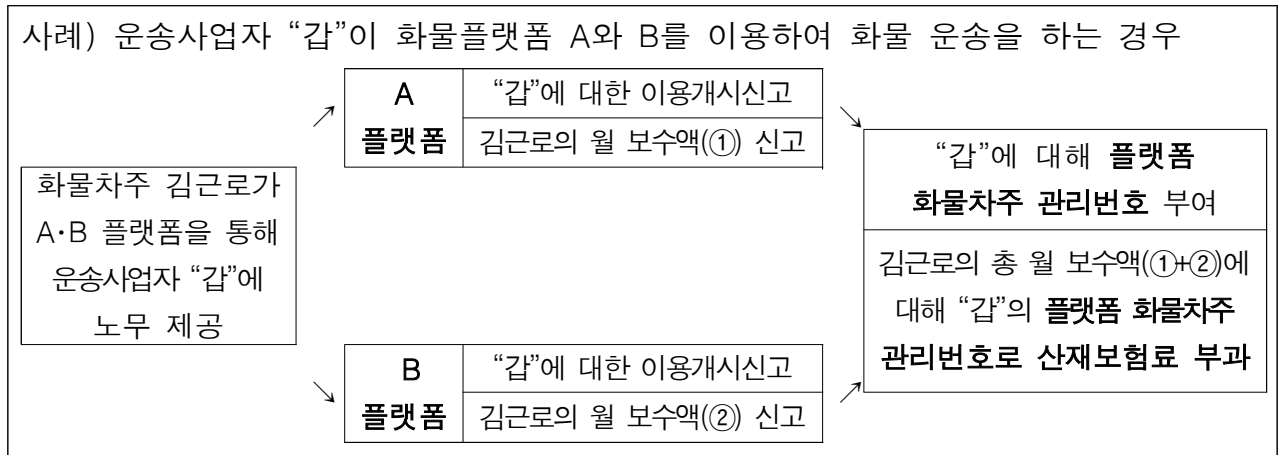 사례) 운송사업자 “갑”이 화물플랫폼 A와 B를 이용하여 화물 운송을 하는 경우
화물차주 김근로가
A·B 플랫폼을 통해
운송사업자 “갑”에
노무 제공
↗
↘
A
플랫폼
“갑”에 대한 이용개시신고
김근로의 월 보수액(①) 신고
B
플랫폼
“갑”에 대한 이용개시신고
김근로의 월 보수액(②) 신고
↘
↗
“갑”에 대해 플랫폼
화물차주 관리번호 부여
김근로의 총 월 보수액(①+②)에
대해 “갑”의 플랫폼 화물차주
관리번호로 산재보험료 부과